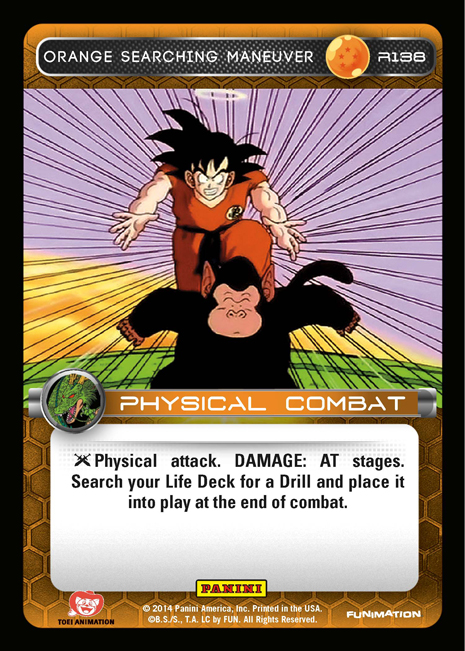 ORANGE SEARCHING MANEUVER R138
PHYSICAL COMBAT
Physical attack. DAMAGE: AT stages.
Search your Life Deck for a Drill and place it
into play at the end of combat.
PANINI
TOEI ANIMATION
© 2014 Panini America, Inc. Printed in the USA.
©B.S./S., T.A. LC by FUN. All Rights Reserved.
FUNIMATION